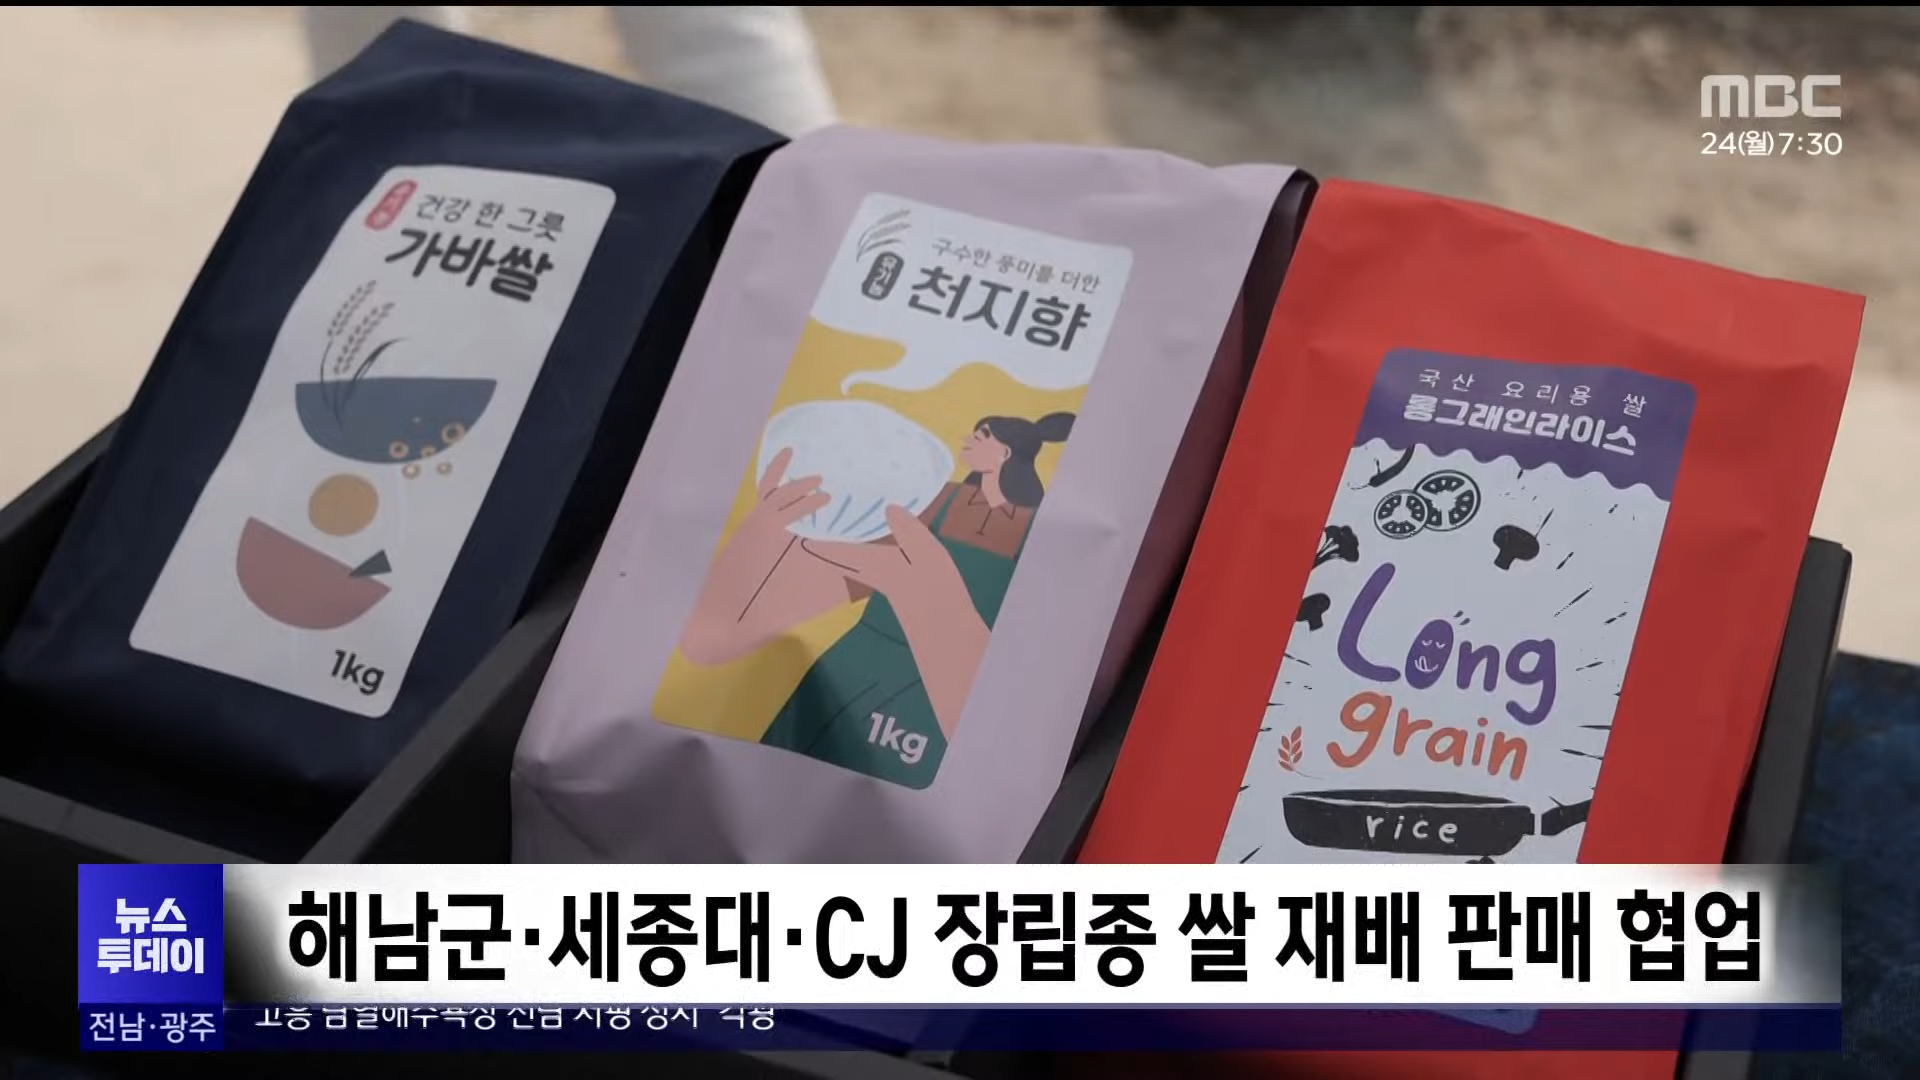 MBC
24(월) 7:30
건강 한 그릇
가바쌀
1kg
구수한 풍미를 더한
유기농
천지향
1kg
국산 요리용 쌀
롱그래인라이스
Long
grain
rice
뉴스
투데이
해남군·세종대·CJ 장립종 쌀 재배 판매 협업
전남·광주